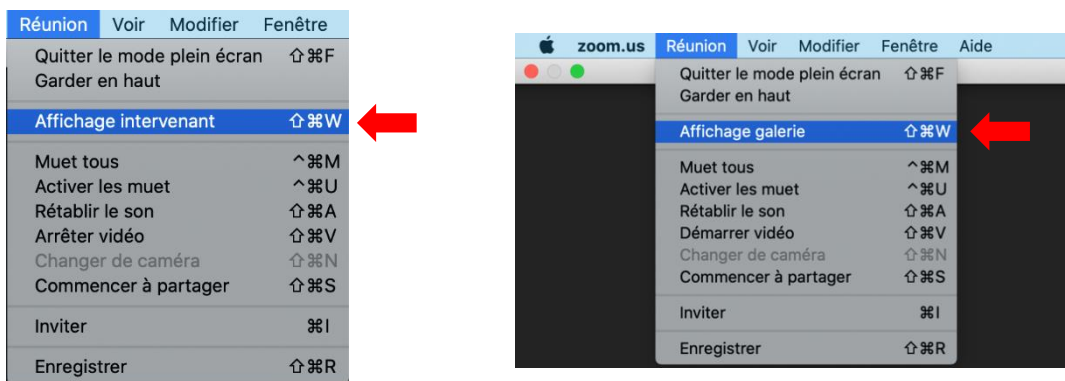 Réunion Voir Modifier Fenêtre
Quitter le mode plein écran ⇧⌘F
Garder en haut
Affichage intervenant ⇧⌘W
Muet tous ^⌘M
Activer les muet ^⌘U
Rétablir le son ⇧⌘A
Arrêter vidéo ⇧⌘V
Changer de caméra ⇧⌘N
Commencer à partager ⇧⌘S
Inviter ⌘I
Enregistrer ⇧⌘R
zoom.us Réunion Voir Modifier Fenêtre Aide
Quitter le mode plein écran ⇧⌘F
Garder en haut
Affichage galerie ⇧⌘W
Muet tous ^⌘M
Activer les muet ^⌘U
Rétablir le son ⇧⌘A
Démarrer vidéo ⇧⌘V
Changer de caméra ⇧⌘N
Commencer à partager ⇧⌘S
Inviter ⌘I
Enregistrer ⇧⌘R